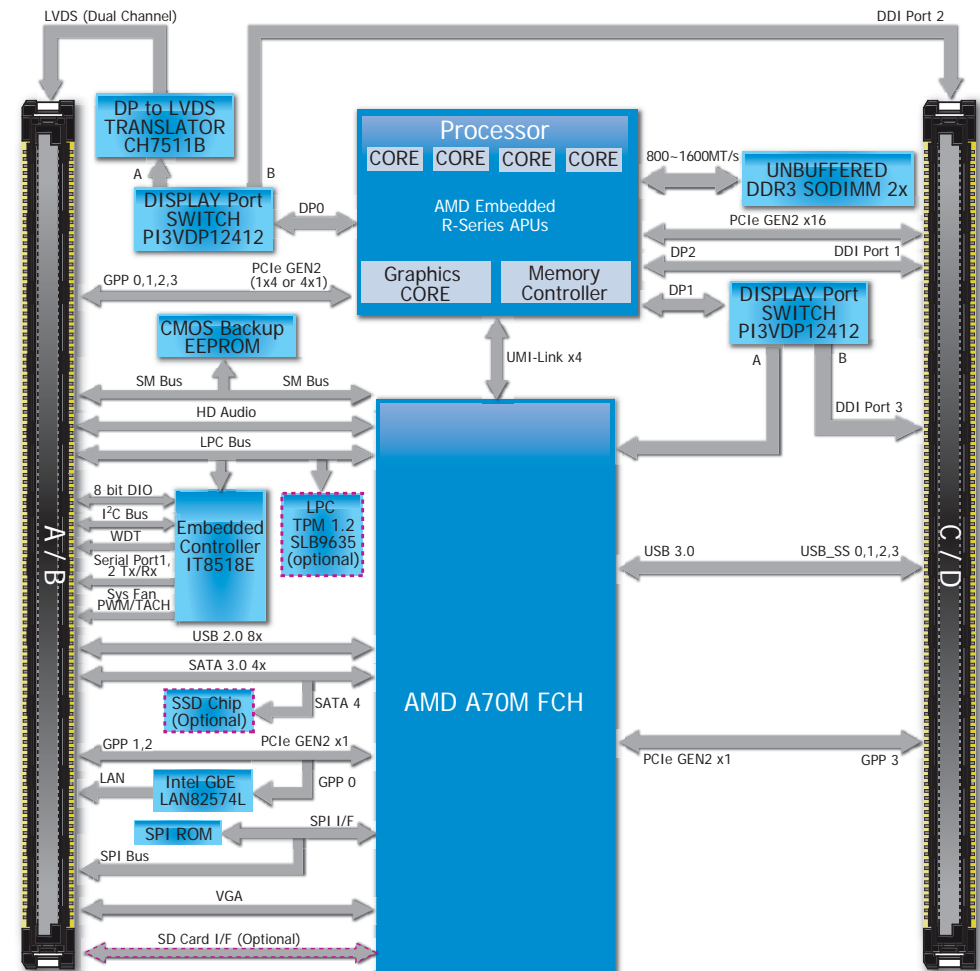 LVDS (Dual Channel)
DDI Port 2
DP to LVDS
TRANSLATOR
CH7511B
A
B
DISPLAY Port
SWITCH
PI3VDP12412
DP0
Processor
CORE
CORE
CORE
CORE
AMD Embedded
R-Series APUs
Graphics
CORE
Memory
Controller
800~1600MT/s
UNBUFFERED
DDR3 SODIMM 2x
PCIe GEN2 x16
DP2
DDI Port 1
DP1
DISPLAY Port
SWITCH
PI3VDP12412
A
B
DDI Port 3
GPP 0,1,2,3
PCIe GEN2
(1x4 or 4x1)
CMOS Backup
EEPROM
UMI-Link x4
SM Bus
SM Bus
HD Audio
LPC Bus
8 bit DIO
I²C Bus
WDT
Serial Port1,
2 Tx/Rx
Sys Fan
PWM/TACH
Embedded
Controller
IT8518E
LPC
TPM 1.2
SLB9635
(optional)
A / B
C / D
USB 3.0
USB_SS 0,1,2,3
USB 2.0 8x
SATA 3.0 4x
SSD Chip
(Optional)
SATA 4
AMD A70M FCH
GPP 1,2
PCIe GEN2 x1
PCIe GEN2 x1
GPP 3
LAN
Intel GbE
LAN82574L
GPP 0
SPI ROM
SPI I/F
SPI Bus
VGA
SD Card I/F (Optional)